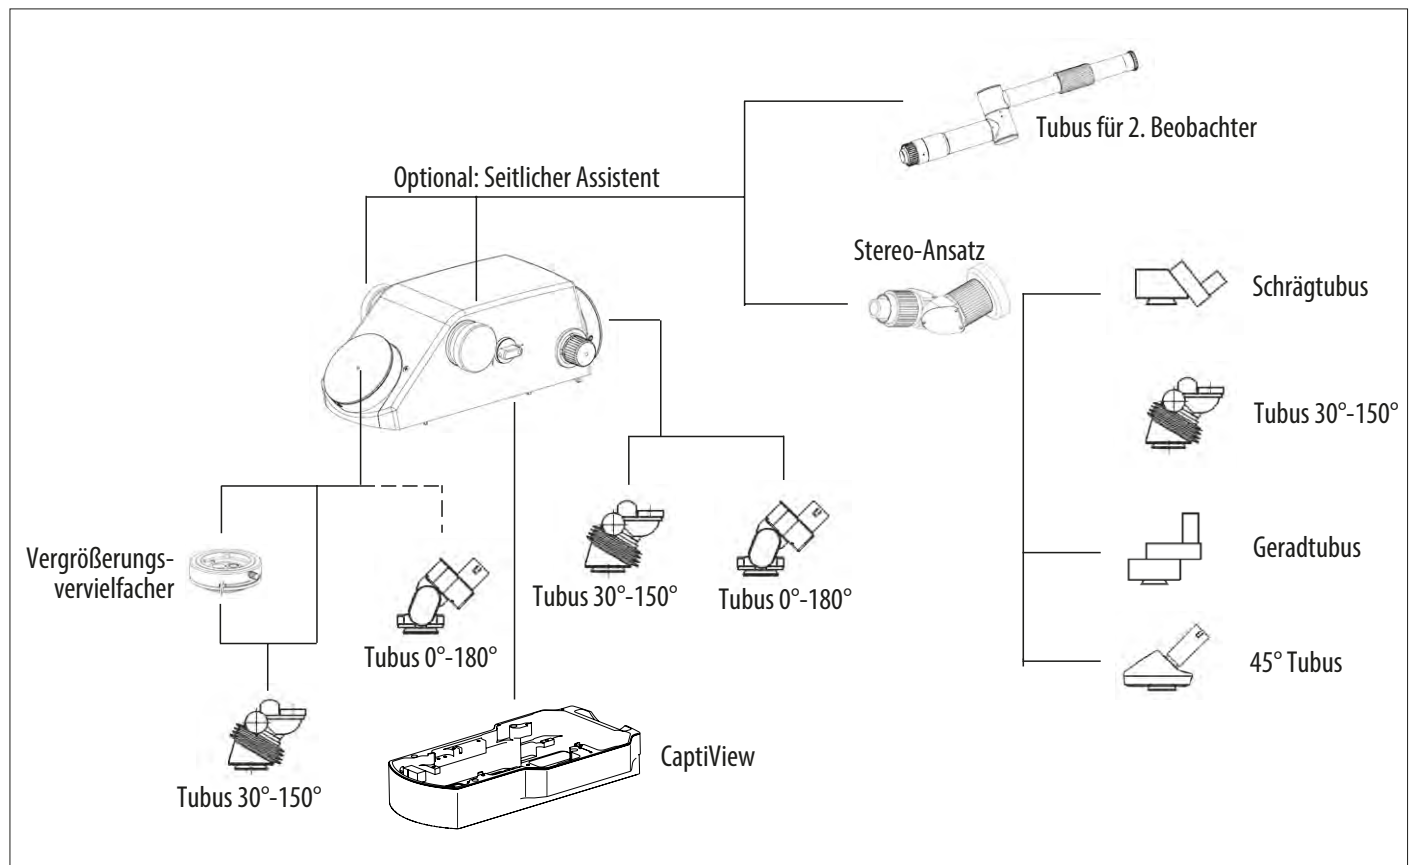 Tubus für 2. Beobachter
Optional: Seitlicher Assistent
Stereo-Ansatz
Schrägtubus
Tubus 30°-150°
Geradtubus
45° Tubus
Vergrößerungs-
vervielfacher
Tubus 30°-150°
Tubus 0°-180°
Tubus 0°-180°
CaptiView
Tubus 30°-150°